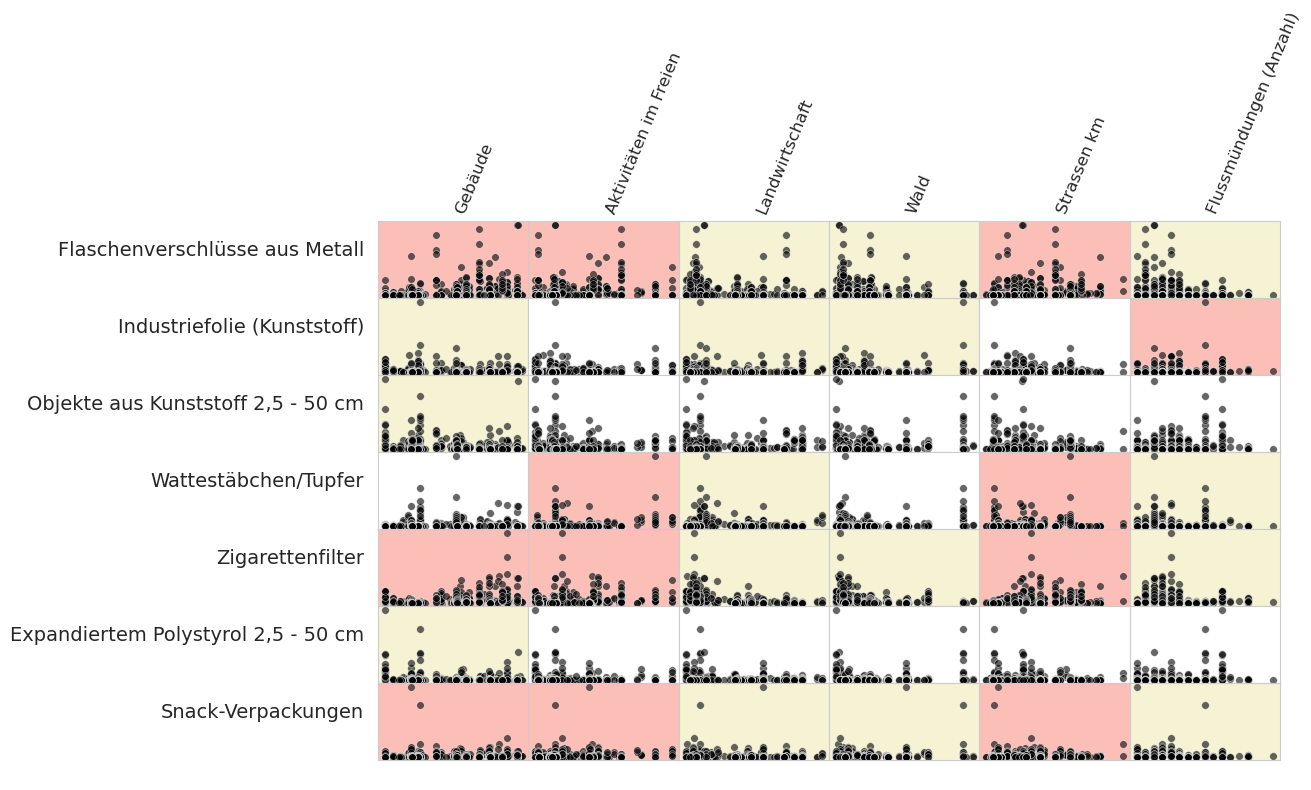 Gebäude
Aktivitäten im Freien
Landwirtschaft
Wald
Strassen km
Flussmündungen (Anzahl)
Flaschenverschlüsse aus Metall
Industriefolie (Kunststoff)
Objekte aus Kunststoff 2,5 - 50 cm
Wattestäbchen/Tupfer
Zigarettenfilter
Expandiertem Polystyrol 2,5 - 50 cm
Snack-Verpackungen